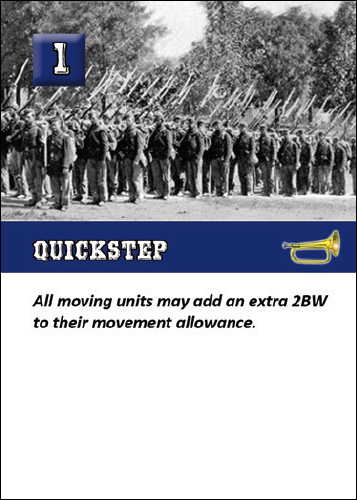 1
QUICKSTEP
All moving units may add an extra 2BW
to their movement allowance.